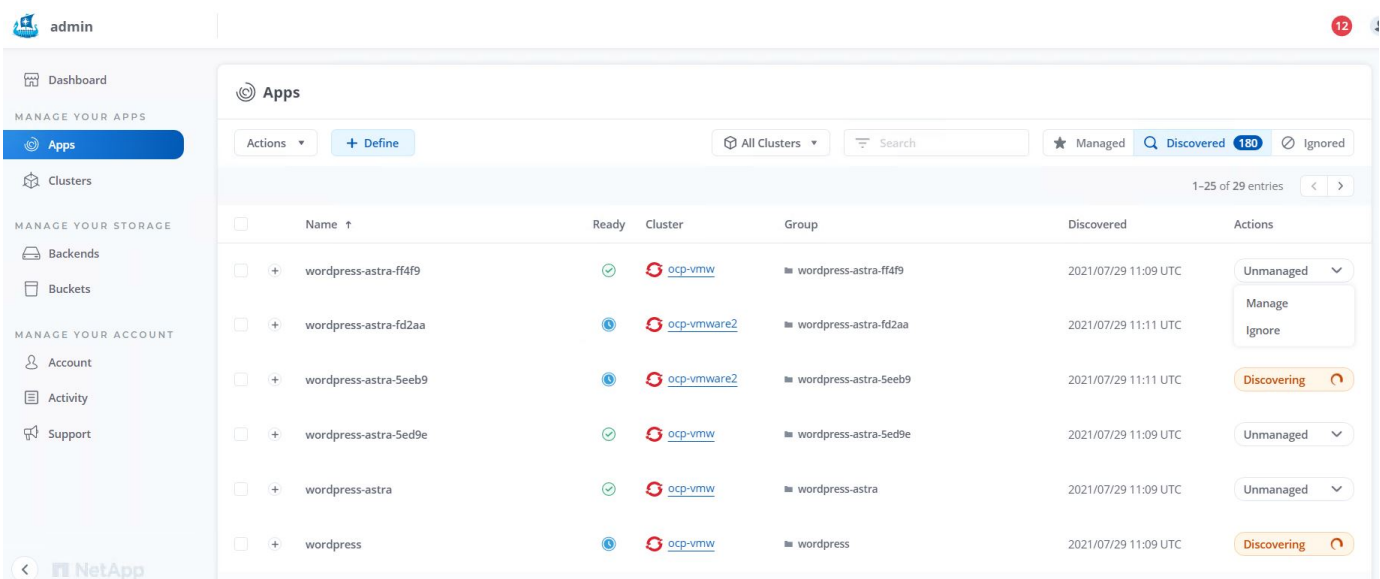 admin
12
Dashboard
MANAGE YOUR APPS
Apps
Clusters
MANAGE YOUR STORAGE
Backends
Buckets
MANAGE YOUR ACCOUNT
Account
Activity
Support
NetApp
Apps
Actions + Define All Clusters Search Managed Discovered 180 Ignored
1–25 of 29 entries < >
Name ↑ Ready Cluster Group Discovered Actions
+ wordpress-astra-ff4f9 ocp-vmw wordpress-astra-ff4f9 2021/07/29 11:09 UTC Unmanaged
Manage
+ wordpress-astra-fd2aa ocp-vmware2 wordpress-astra-fd2aa 2021/07/29 11:11 UTC
Ignore
+ wordpress-astra-5eeb9 ocp-vmware2 wordpress-astra-5eeb9 2021/07/29 11:11 UTC Discovering
+ wordpress-astra-5ed9e ocp-vmw wordpress-astra-5ed9e 2021/07/29 11:09 UTC Unmanaged
+ wordpress-astra ocp-vmw wordpress-astra 2021/07/29 11:09 UTC Unmanaged
+ wordpress ocp-vmw wordpress 2021/07/29 11:09 UTC Discovering